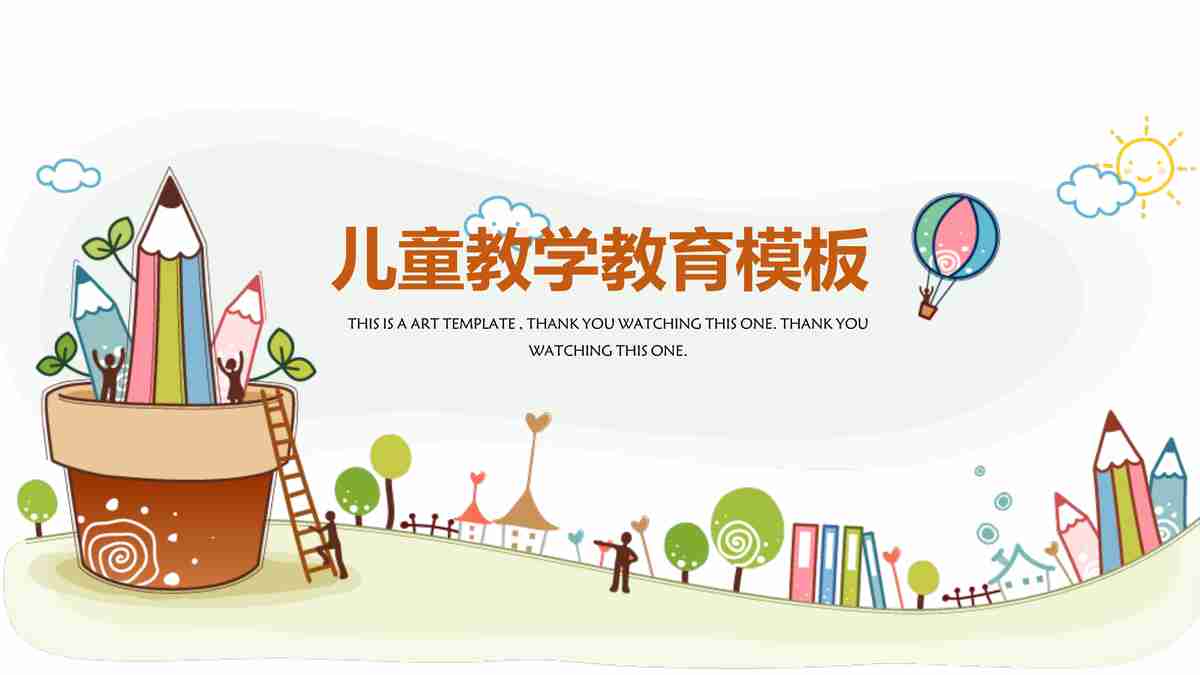 儿童教学教育模板
THIS IS A ART TEMPLATE , THANK YOU WATCHING THIS ONE. THANK YOU
WATCHING THIS ONE.